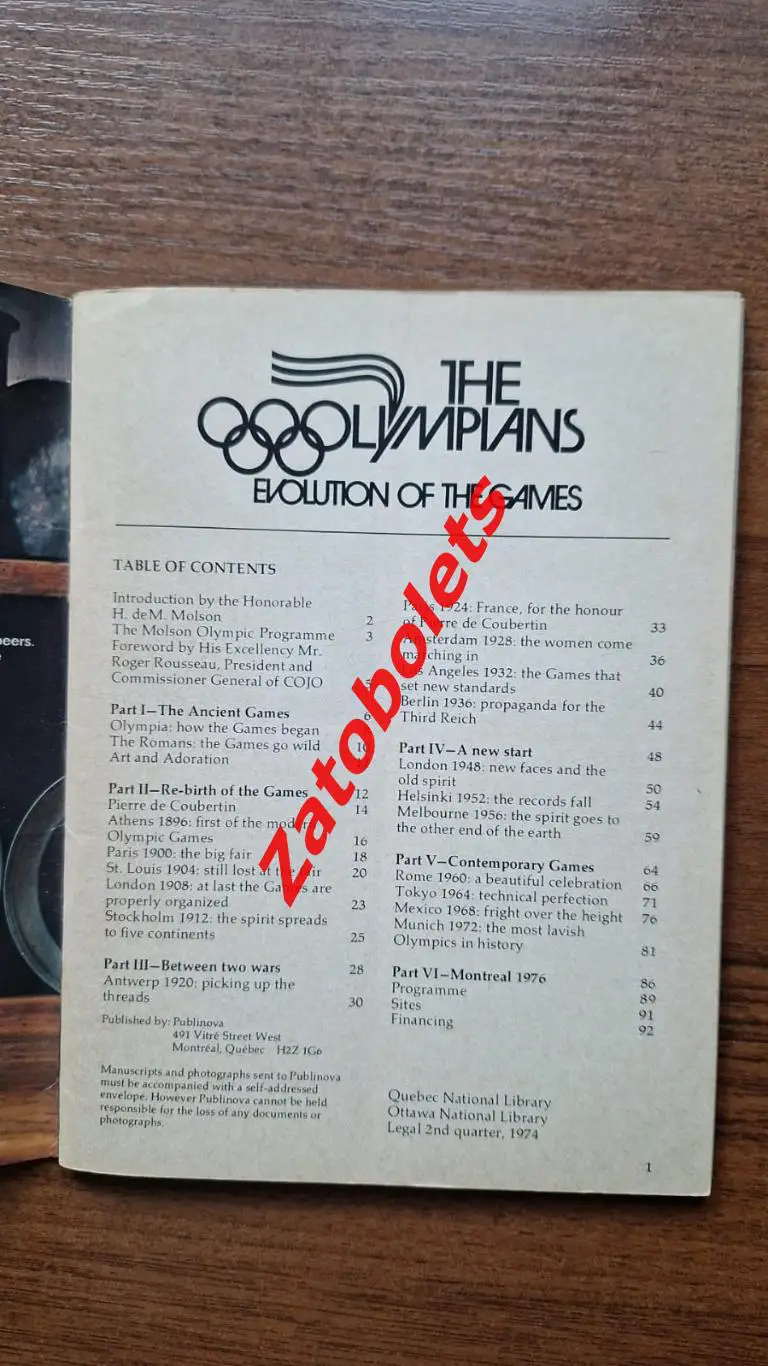 THE
OLYMPIANS
EVOLUTION OF THE GAMES
TABLE OF CONTENTS
Introduction by the Honorable
H. deM. Molson 2
The Molson Olympic Programme 3
Foreword by His Excellency Mr.
Roger Rousseau, President and
Commissioner General of COJO
Part I—The Ancient Games 6
Olympia: how the Games began
The Romans: the Games go wild 10
Art and Adoration
Part II—Re-birth of the Games 12
Pierre de Coubertin 14
Athens 1896: first of the modern
Olympic Games 16
Paris 1900: the big fair 18
St. Louis 1904: still lost at the fair 20
London 1908: at last the Games are
properly organized 23
Stockholm 1912: the spirit spreads
to five continents 25
Part III—Between two wars 28
Antwerp 1920: picking up the
threads 30
Published by: Publinova
491 Vitré Street West
Montréal, Québec H2Z 1G6
Manuscripts and photographs sent to Publinova
must be accompanied with a self-addressed
envelope. However Publinova cannot be held
responsible for the loss of any documents or
photographs.
Paris 1924: France, for the honour
of Pierre de Coubertin 33
Amsterdam 1928: the women come
marching in 36
Los Angeles 1932: the Games that
set new standards 40
Berlin 1936: propaganda for the
Third Reich 44
Part IV—A new start 48
London 1948: new faces and the
old spirit 50
Helsinki 1952: the records fall 54
Melbourne 1956: the spirit goes to
the other end of the earth 59
Part V—Contemporary Games 64
Rome 1960: a beautiful celebration 66
Tokyo 1964: technical perfection 71
Mexico 1968: fright over the height 76
Munich 1972: the most lavish
Olympics in history 81
Part VI—Montreal 1976 86
Programme 89
Sites 91
Financing 92
Quebec National Library
Ottawa National Library
Legal 2nd quarter, 1974
1
Zatobolets